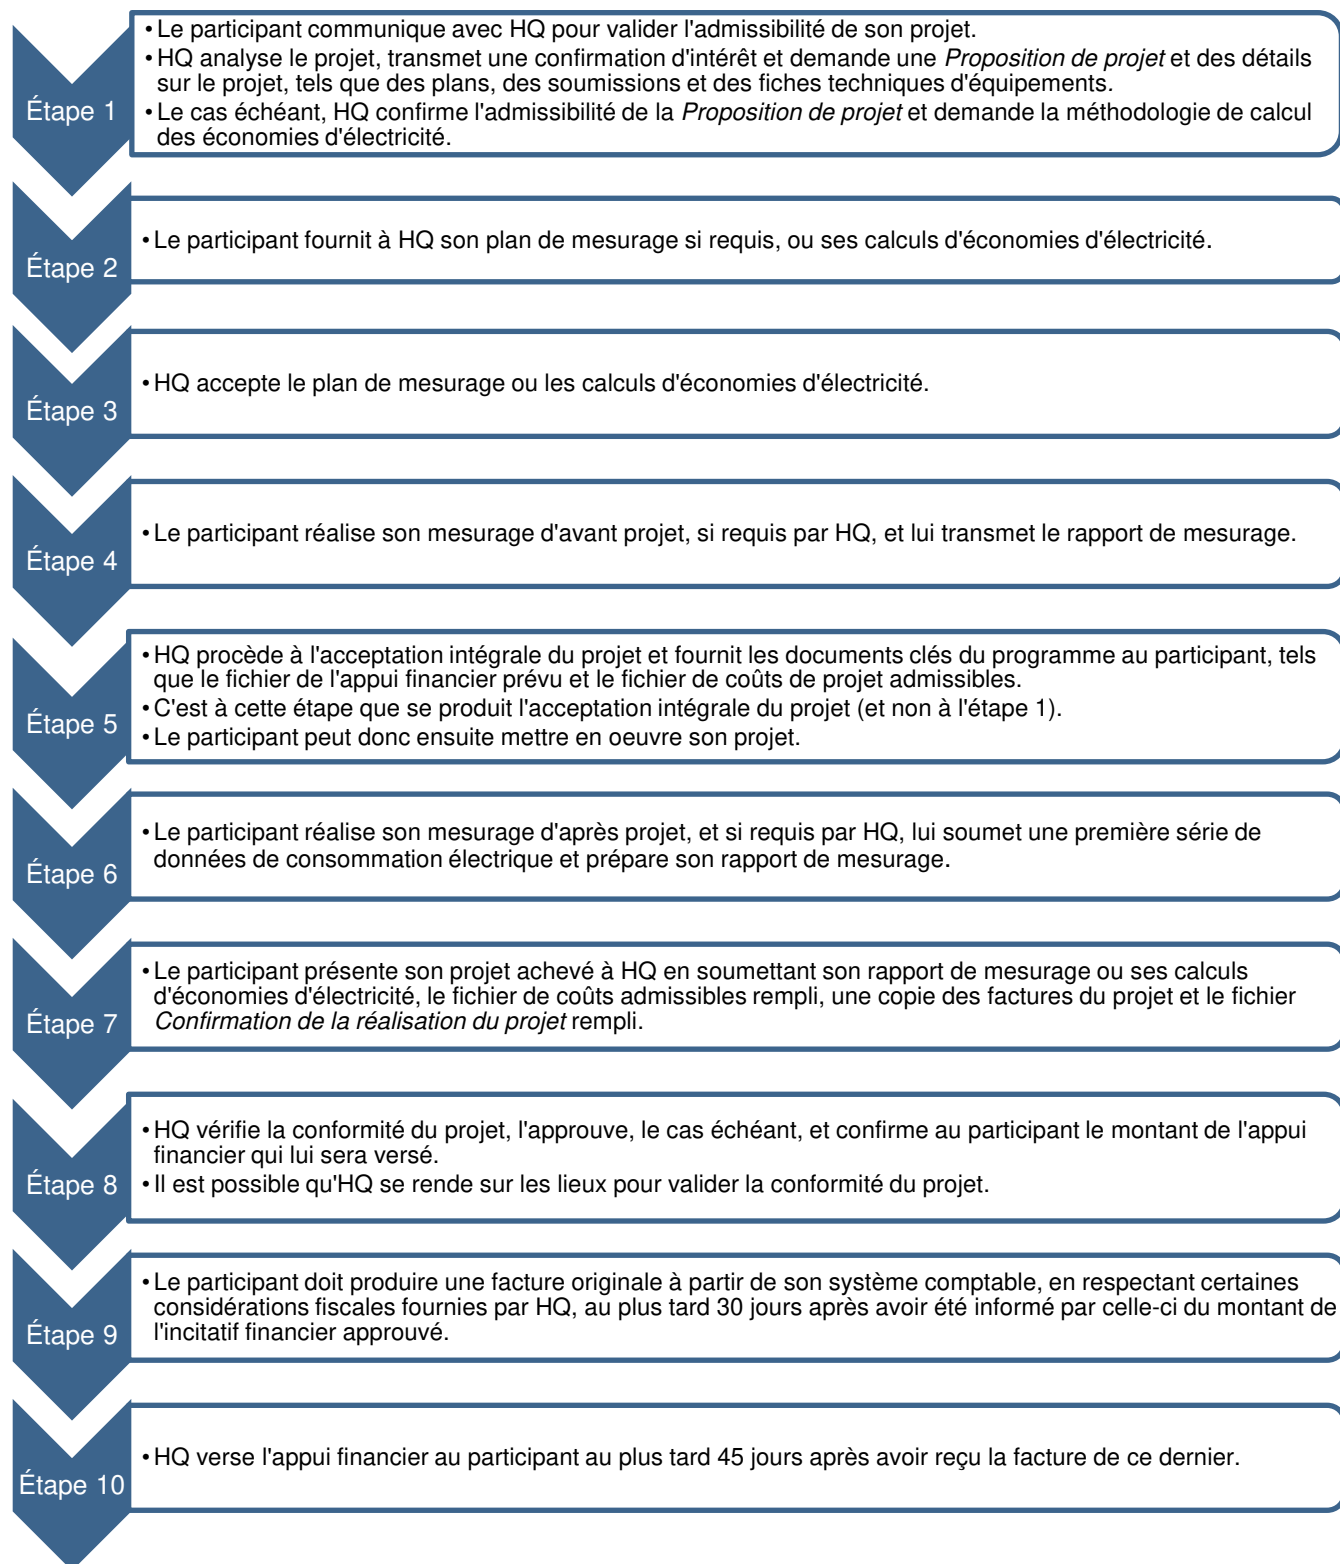 Étape 1
• Le participant communique avec HQ pour valider l'admissibilité de son projet.
• HQ analyse le projet, transmet une confirmation d'intérêt et demande une Proposition de projet et des détails
sur le projet, tels que des plans, des soumissions et des fiches techniques d'équipements.
• Le cas échéant, HQ confirme l'admissibilité de la Proposition de projet et demande la méthodologie de calcul
des économies d'électricité.
Étape 2
• Le participant fournit à HQ son plan de mesurage si requis, ou ses calculs d'économies d'électricité.
Étape 3
• HQ accepte le plan de mesurage ou les calculs d'économies d'électricité.
Étape 4
• Le participant réalise son mesurage d'avant projet, si requis par HQ, et lui transmet le rapport de mesurage.
Étape 5
• HQ procède à l'acceptation intégrale du projet et fournit les documents clés du programme au participant, tels
que le fichier de l'appui financier prévu et le fichier de coûts de projet admissibles.
• C'est à cette étape que se produit l'acceptation intégrale du projet (et non à l'étape 1).
• Le participant peut donc ensuite mettre en oeuvre son projet.
Étape 6
• Le participant réalise son mesurage d'après projet, et si requis par HQ, lui soumet une première série de
données de consommation électrique et prépare son rapport de mesurage.
Étape 7
• Le participant présente son projet achevé à HQ en soumettant son rapport de mesurage ou ses calculs
d'économies d'électricité, le fichier de coûts admissibles rempli, une copie des factures du projet et le fichier
Confirmation de la réalisation du projet rempli.
Étape 8
• HQ vérifie la conformité du projet, l'approuve, le cas échéant, et confirme au participant le montant de l'appui
financier qui lui sera versé.
• Il est possible qu'HQ se rende sur les lieux pour valider la conformité du projet.
Étape 9
• Le participant doit produire une facture originale à partir de son système comptable, en respectant certaines
considérations fiscales fournies par HQ, au plus tard 30 jours après avoir été informé par celle-ci du montant de
l'incitatif financier approuvé.
Étape 10
• HQ verse l'appui financier au participant au plus tard 45 jours après avoir reçu la facture de ce dernier.